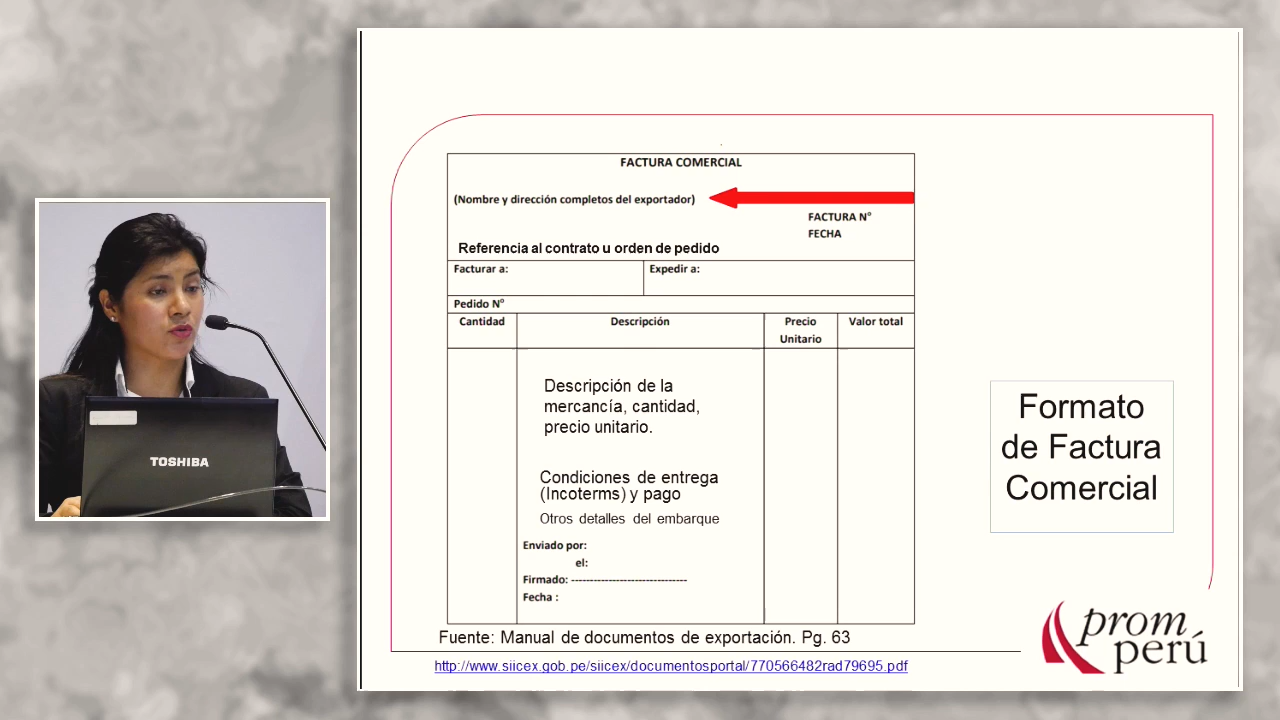 FACTURA COMERCIAL
(Nombre y dirección completos del exportador)
FACTURA N°
FECHA
Referencia al contrato u orden de pedido
Facturar a:
Expedir a:
Pedido N°
Cantidad
Descripción
Precio
Unitario
Valor total
Descripción de la
mercancía, cantidad,
precio unitario.
Condiciones de entrega
(Incoterms) y pago
Otros detalles del embarque
Enviado por:
el:
Firmado: -------------------------------
Fecha :
Fuente: Manual de documentos de exportación. Pg. 63
http://www.siicex.gob.pe/siicex/documentosportal/770566482rad79695.pdf
Formato
de Factura
Comercial
prom
perú
TOSHIBA